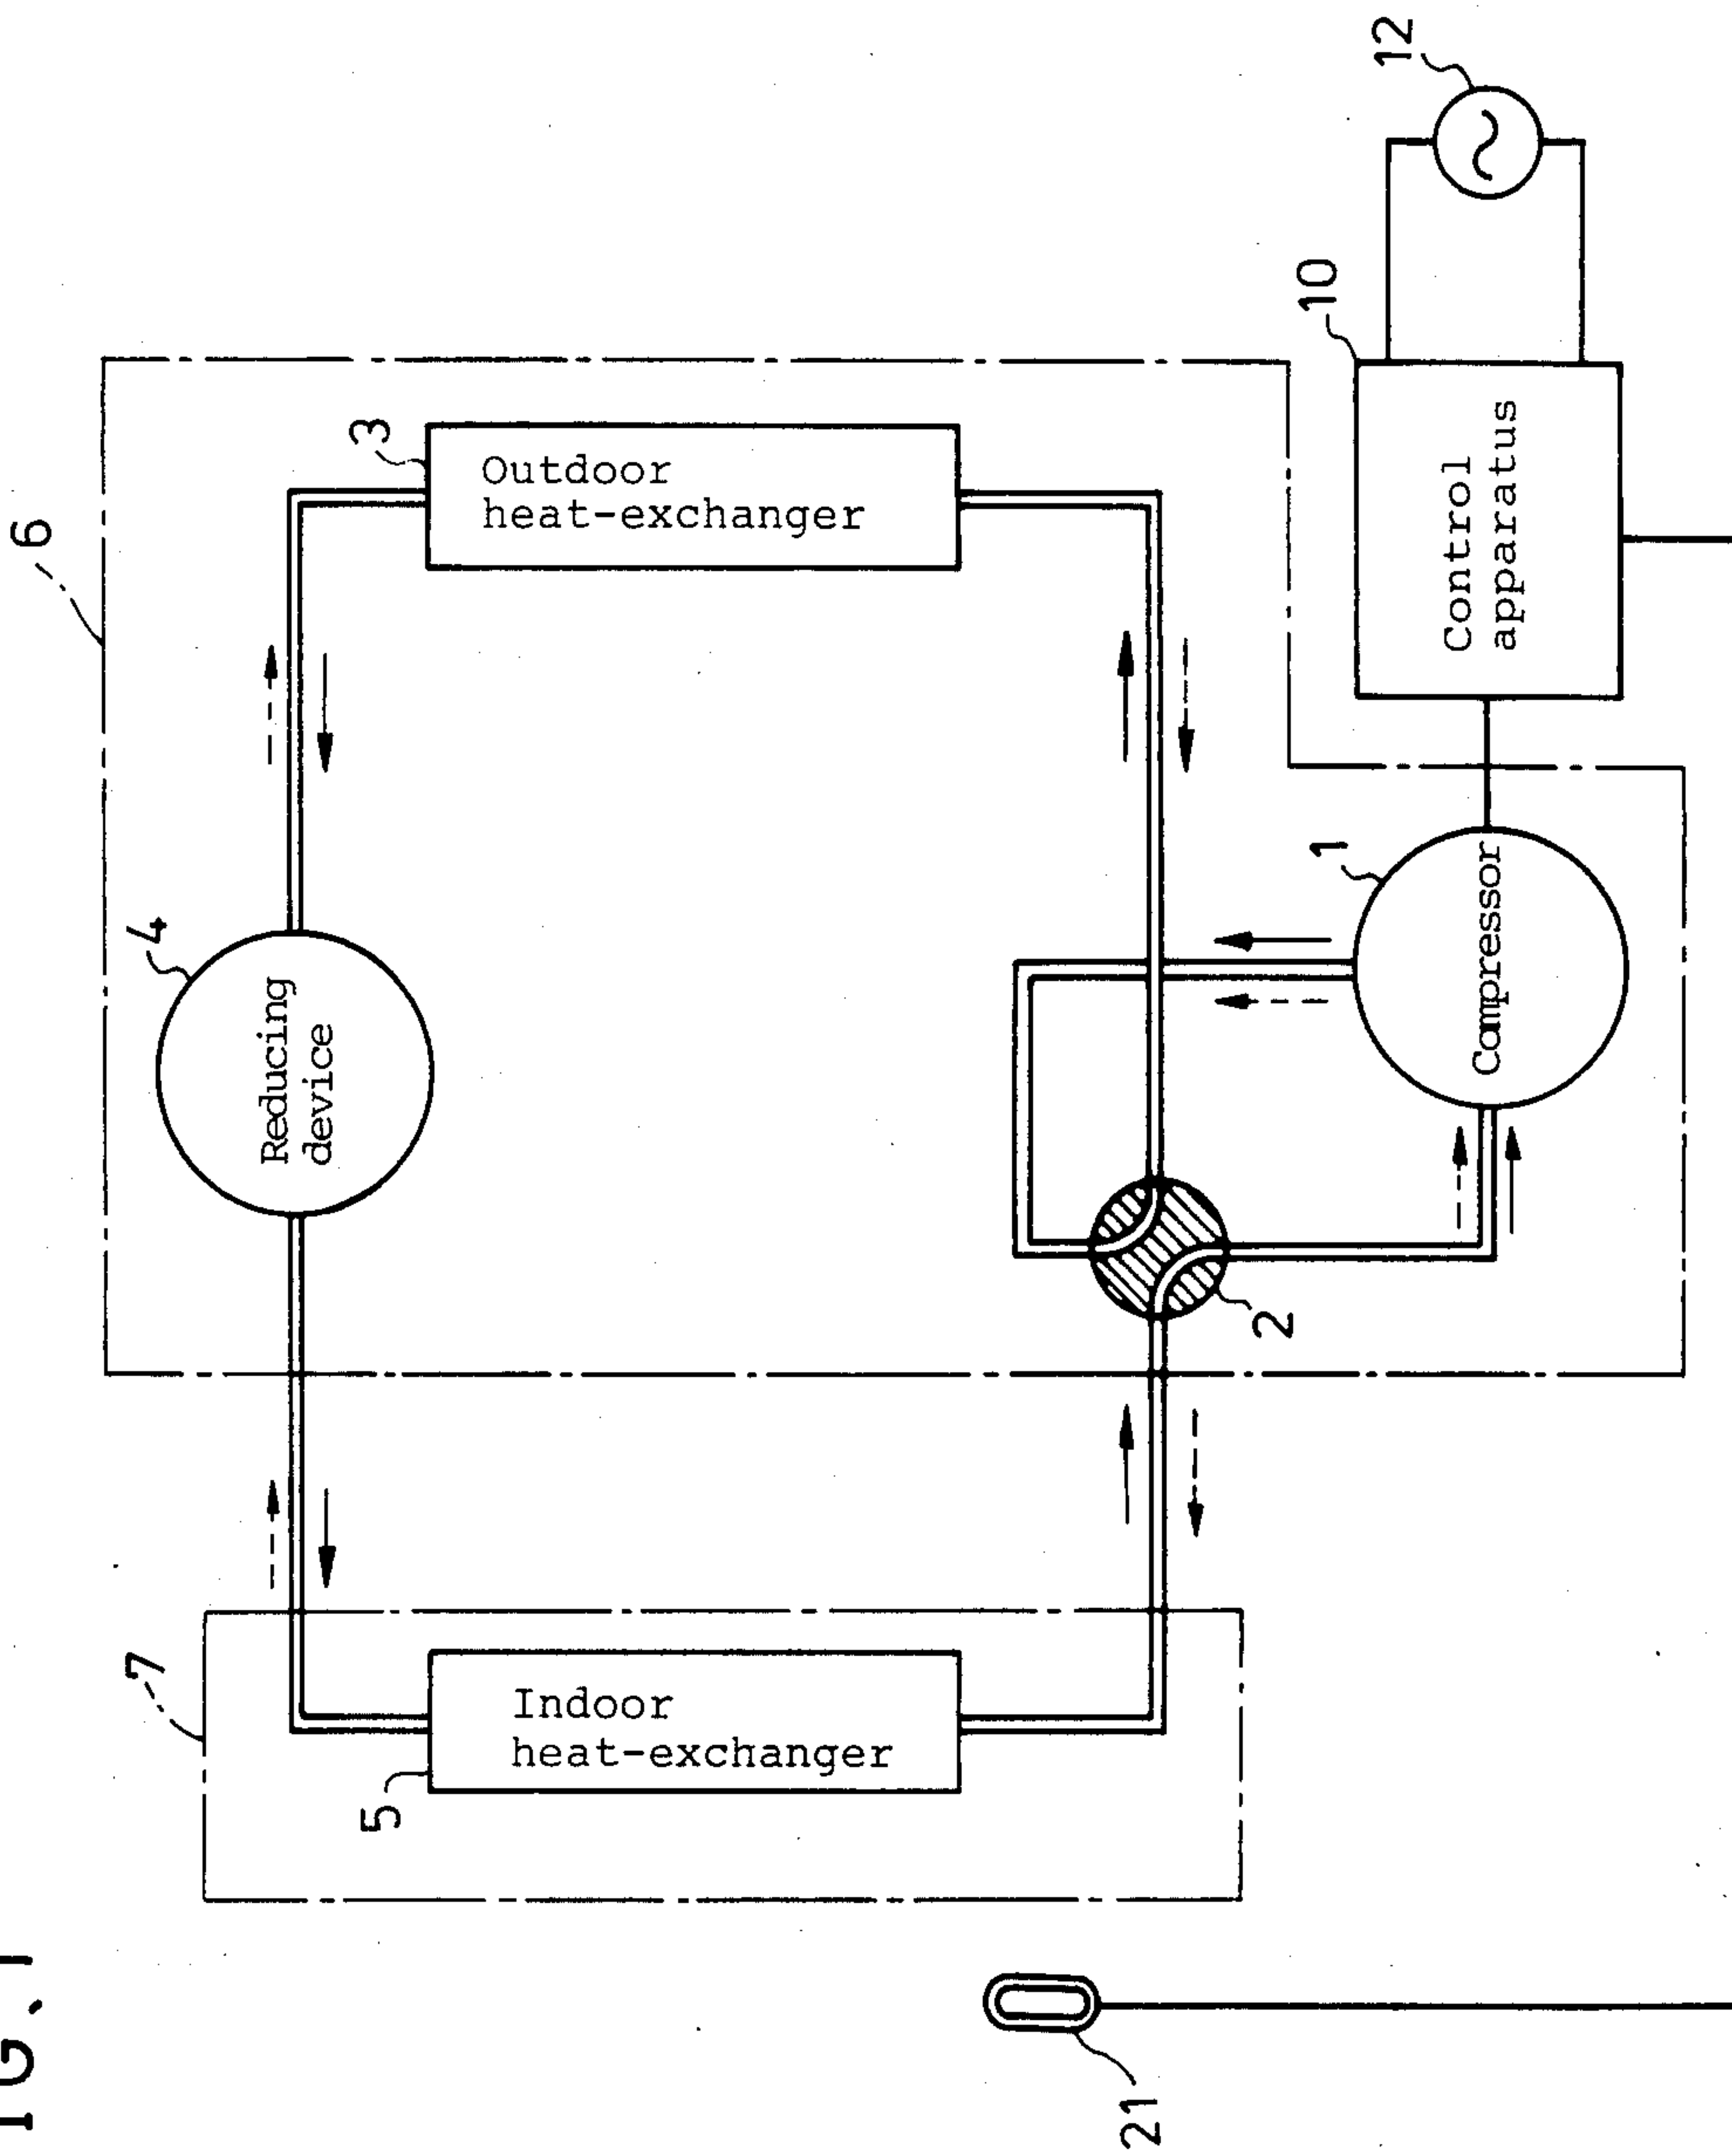 IG. 1
6
3
Outdoor
heat-exchanger
4
Reducing
device
12
10
Control
apparatus
1
Compressor
2
7
Indoor
heat-exchanger
5
21